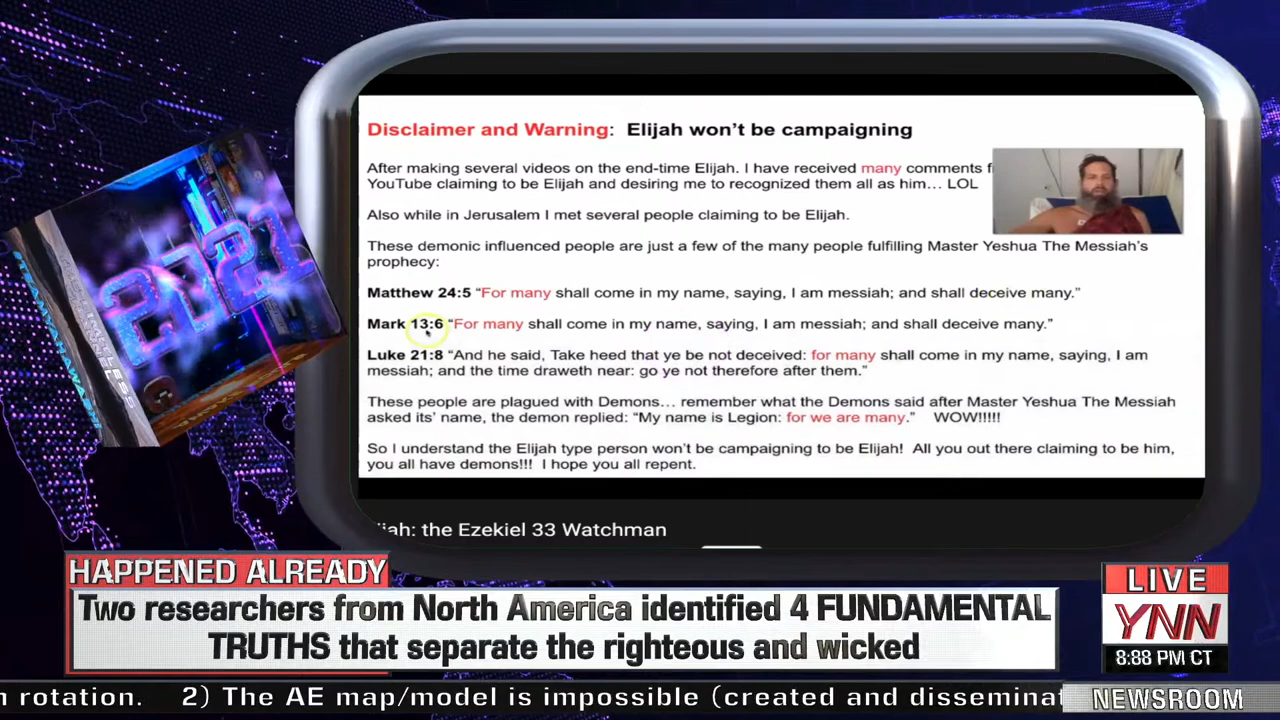 Disclaimer and Warning: Elijah won't be campaigning
After making several videos on the end-time Elijah. I have received many comments
YouTube claiming to be Elijah and desiring me to recognized them all as him… LOL
Also while in Jerusalem I met several people claiming to be Elijah.
These demonic influenced people are just a few of the many people fulfilling Master Yeshua The Messiah's
prophecy:
Matthew 24:5 "For many shall come in my name, saying, I am messiah; and shall deceive many."
Mark 13:6 "For many shall come in my name, saying, I am messiah; and shall deceive many."
Luke 21:8 "And he said, Take heed that ye be not deceived: for many shall come in my name, saying, I am
messiah; and the time draweth near: go ye not therefore after them."
These people are plagued with Demons… remember what the Demons said after Master Yeshua The Messiah
asked its' name, the demon replied: "My name is Legion: for we are many." WOW!!!!!
So I understand the Elijah type person won't be campaigning to be Elijah! All you out there claiming to be him,
you all have demons!!! I hope you all repent.
2021
jah: the Ezekiel 33 Watchman
HAPPENED ALREADY
Two researchers from North America identified 4 FUNDAMENTAL
TRUTHS that separate the righteous and wicked
LIVE
YNN
8:88 PM CT
n rotation. 2) The AE map/model is impossible (created and disseminat
NEWSROOM